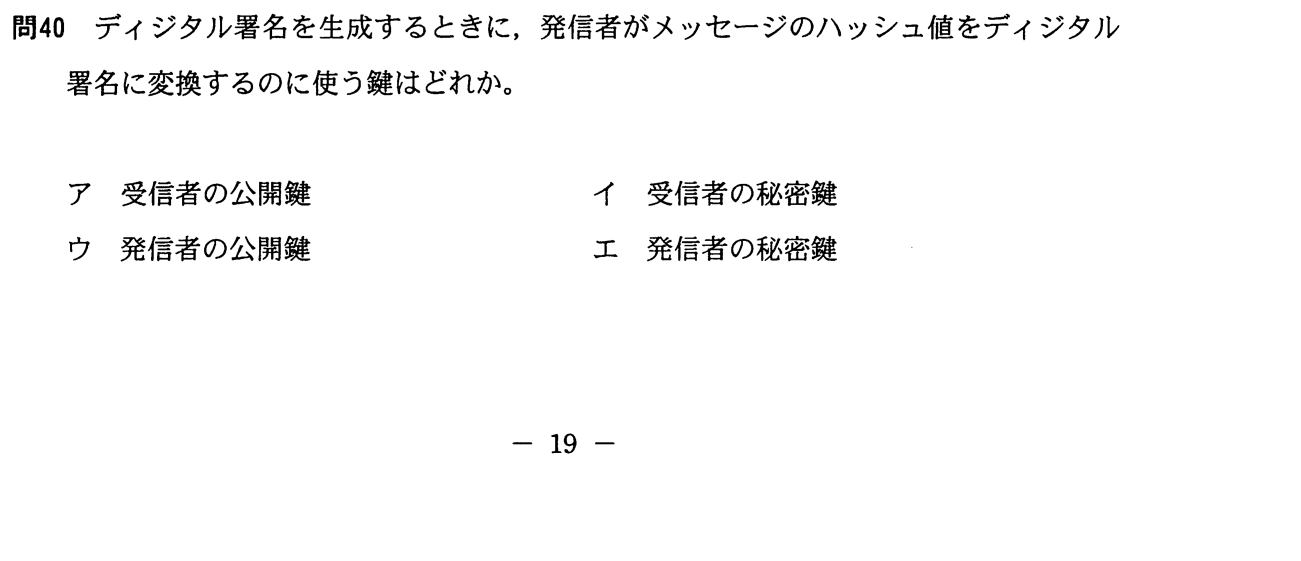 問40　ディジタル署名を生成するときに，発信者がメッセージのハッシュ値をディジタル
署名に変換するのに使う鍵はどれか。
ア　受信者の公開鍵　イ　受信者の秘密鍵
ウ　発信者の公開鍵　エ　発信者の秘密鍵
－ 19 －